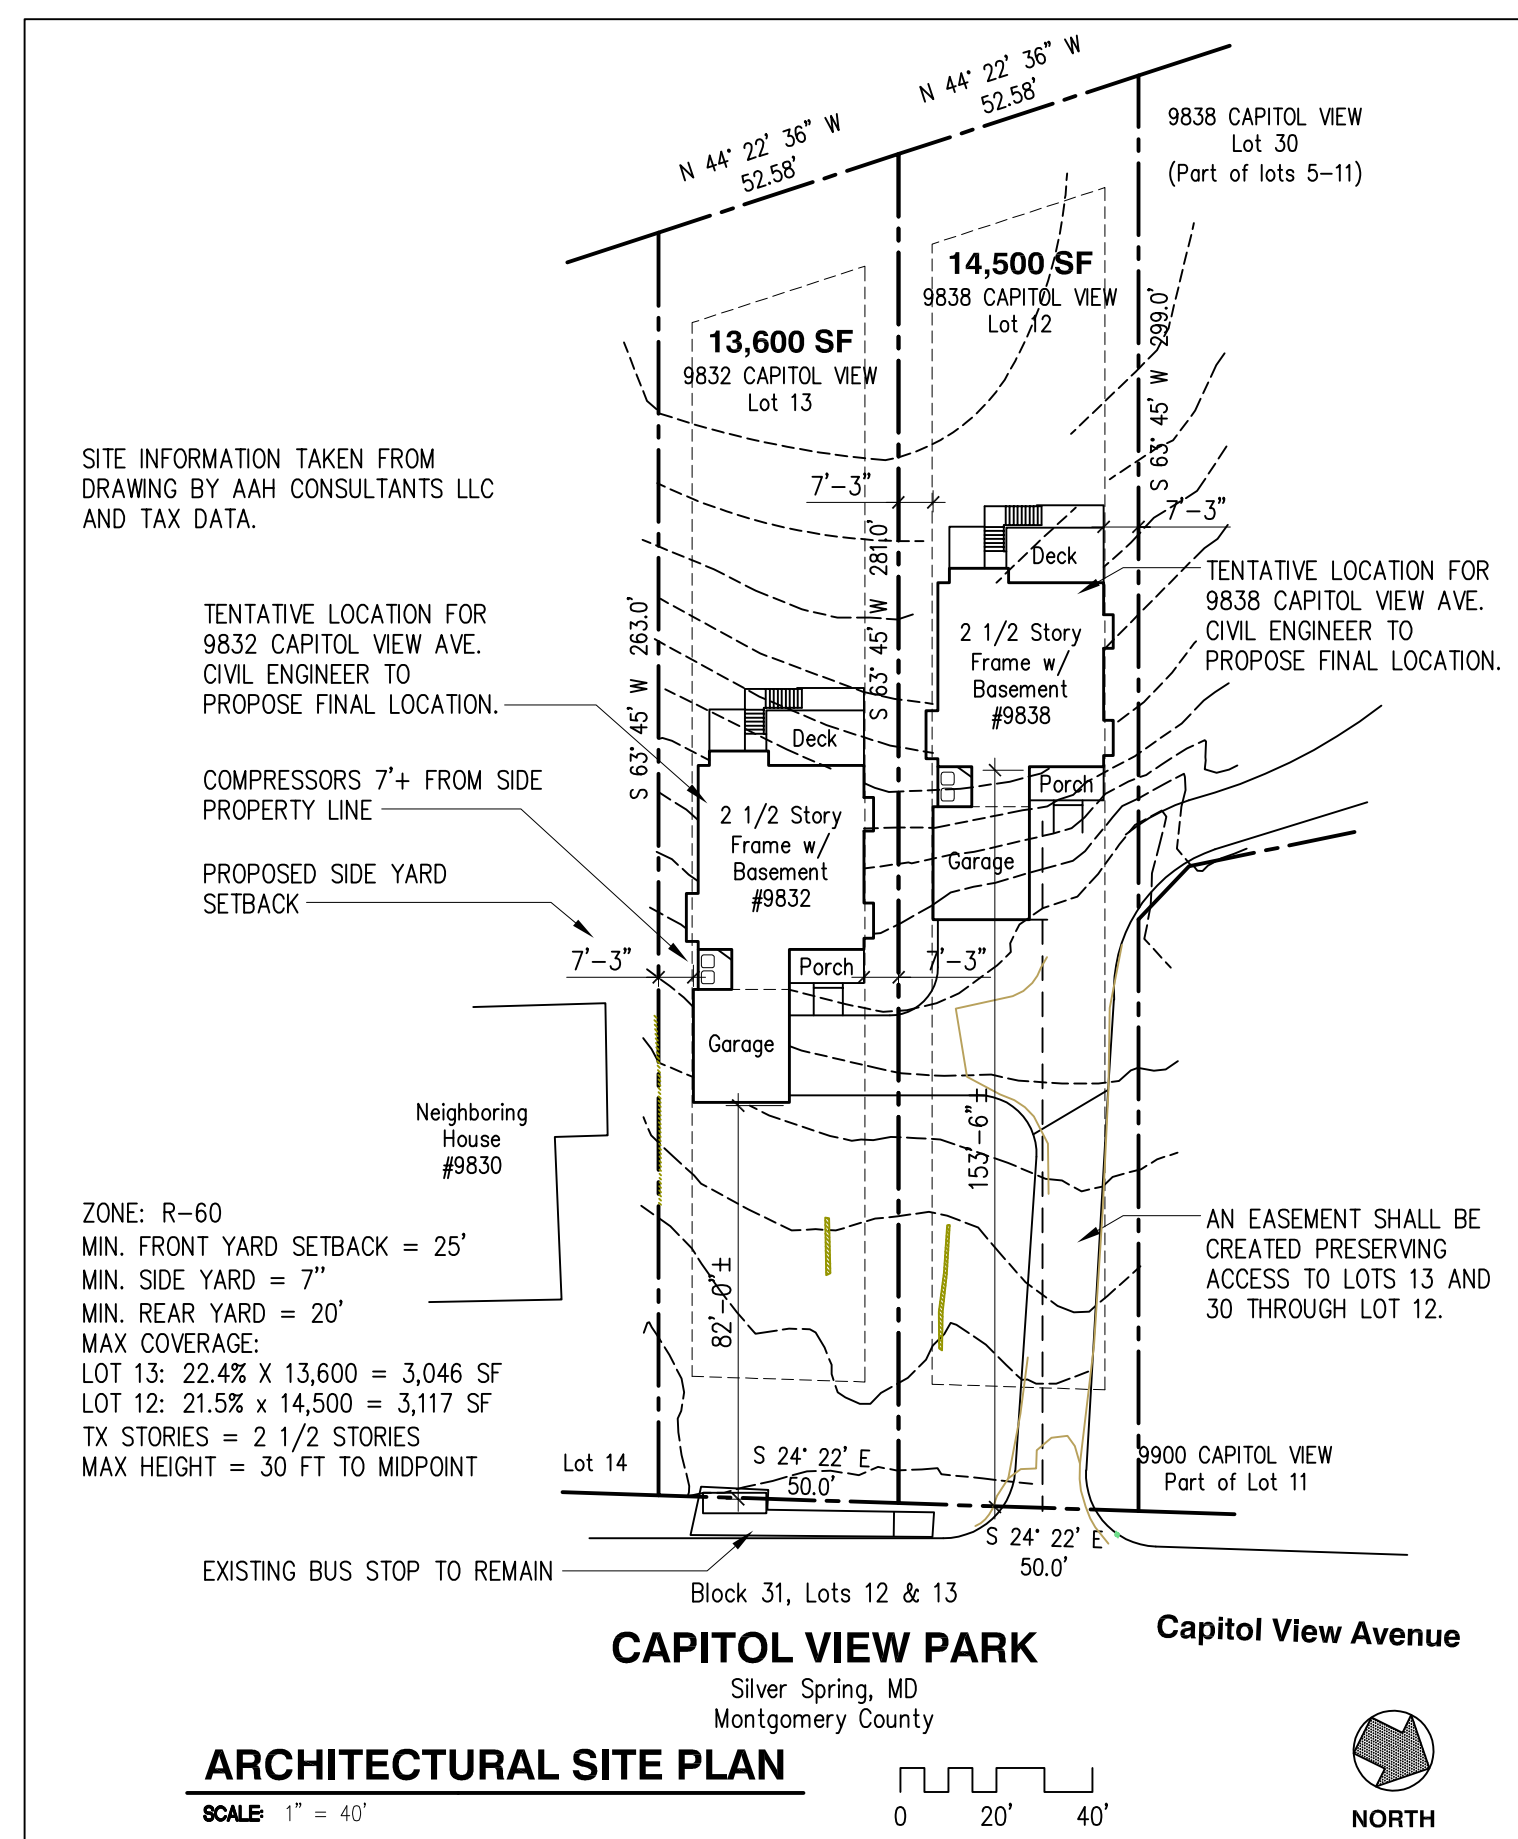 N 44° 22' 36" W
52.58'
N 44° 22' 36" W
52.58'
9838 CAPITOL VIEW
Lot 30
(Part of lots 5-11)
14,500 SF
9838 CAPITOL VIEW
Lot 12
13,600 SF
9832 CAPITOL VIEW
Lot 13
S 63° 45' W 299.0'
S 63° 45' W 281.0'
S 63° 45' W 263.0'
SITE INFORMATION TAKEN FROM
DRAWING BY AAH CONSULTANTS LLC
AND TAX DATA.
7'-3"
7'-3"
Deck
TENTATIVE LOCATION FOR
9838 CAPITOL VIEW AVE.
CIVIL ENGINEER TO
PROPOSE FINAL LOCATION.
TENTATIVE LOCATION FOR
9832 CAPITOL VIEW AVE.
CIVIL ENGINEER TO
PROPOSE FINAL LOCATION.
2 1/2 Story
Frame w/
Basement
#9838
Deck
COMPRESSORS 7'+ FROM SIDE
PROPERTY LINE
Porch
2 1/2 Story
Frame w/
Basement
#9832
Garage
PROPOSED SIDE YARD
SETBACK
7'-3"
Porch
7'-3"
Garage
Neighboring
House
#9830
153'-6"±
82'-0"±
ZONE: R-60
MIN. FRONT YARD SETBACK = 25'
MIN. SIDE YARD = 7"
MIN. REAR YARD = 20'
MAX COVERAGE:
LOT 13: 22.4% X 13,600 = 3,046 SF
LOT 12: 21.5% x 14,500 = 3,117 SF
TX STORIES = 2 1/2 STORIES
MAX HEIGHT = 30 FT TO MIDPOINT
AN EASEMENT SHALL BE
CREATED PRESERVING
ACCESS TO LOTS 13 AND
30 THROUGH LOT 12.
Lot 14
S 24° 22' E
50.0'
9900 CAPITOL VIEW
Part of Lot 11
S 24° 22' E
50.0'
EXISTING BUS STOP TO REMAIN
Block 31, Lots 12 & 13
CAPITOL VIEW PARK
Capitol View Avenue
Silver Spring, MD
Montgomery County
ARCHITECTURAL SITE PLAN
SCALE: 1" = 40'
0 20' 40'
NORTH